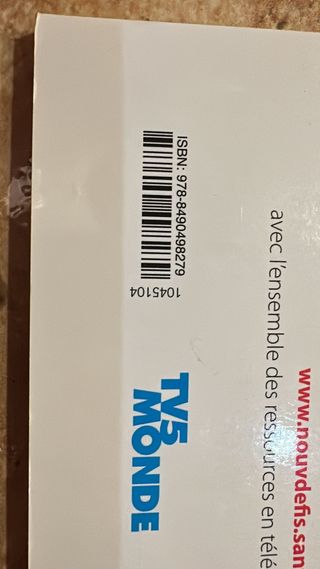 ISBN: 978-8490498279
1045104
TV5
MONDE
avec l'ensemble des ressources en télé
www.nouvdefis.san